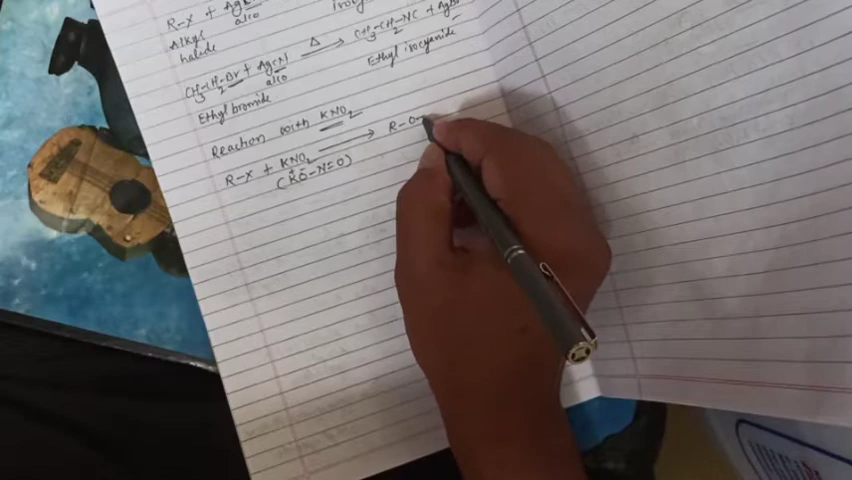 R-X + Ag
alco
Alkyl
halide
CH3-CH2-Br + AgCN → CH3-CH2-NC + AgBr
Δ
alco
Ethyl bromide
Ethyl isocyanide
Reaction with KNO2
R-X + KNO2 → R-O-
(K⁺O⁻-N=O)